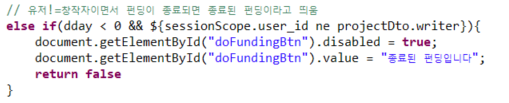 // 유저!=창작자이면서 펀딩이 종료되면 종료된 펀딩이라고 띄움
else if(dday < 0 && ${sessionScope.user_id ne projectDto.writer}){
    document.getElementById("doFundingBtn").disabled = true;
    document.getElementById("doFundingBtn").value = "종료된 펀딩입니다";
    return false
}